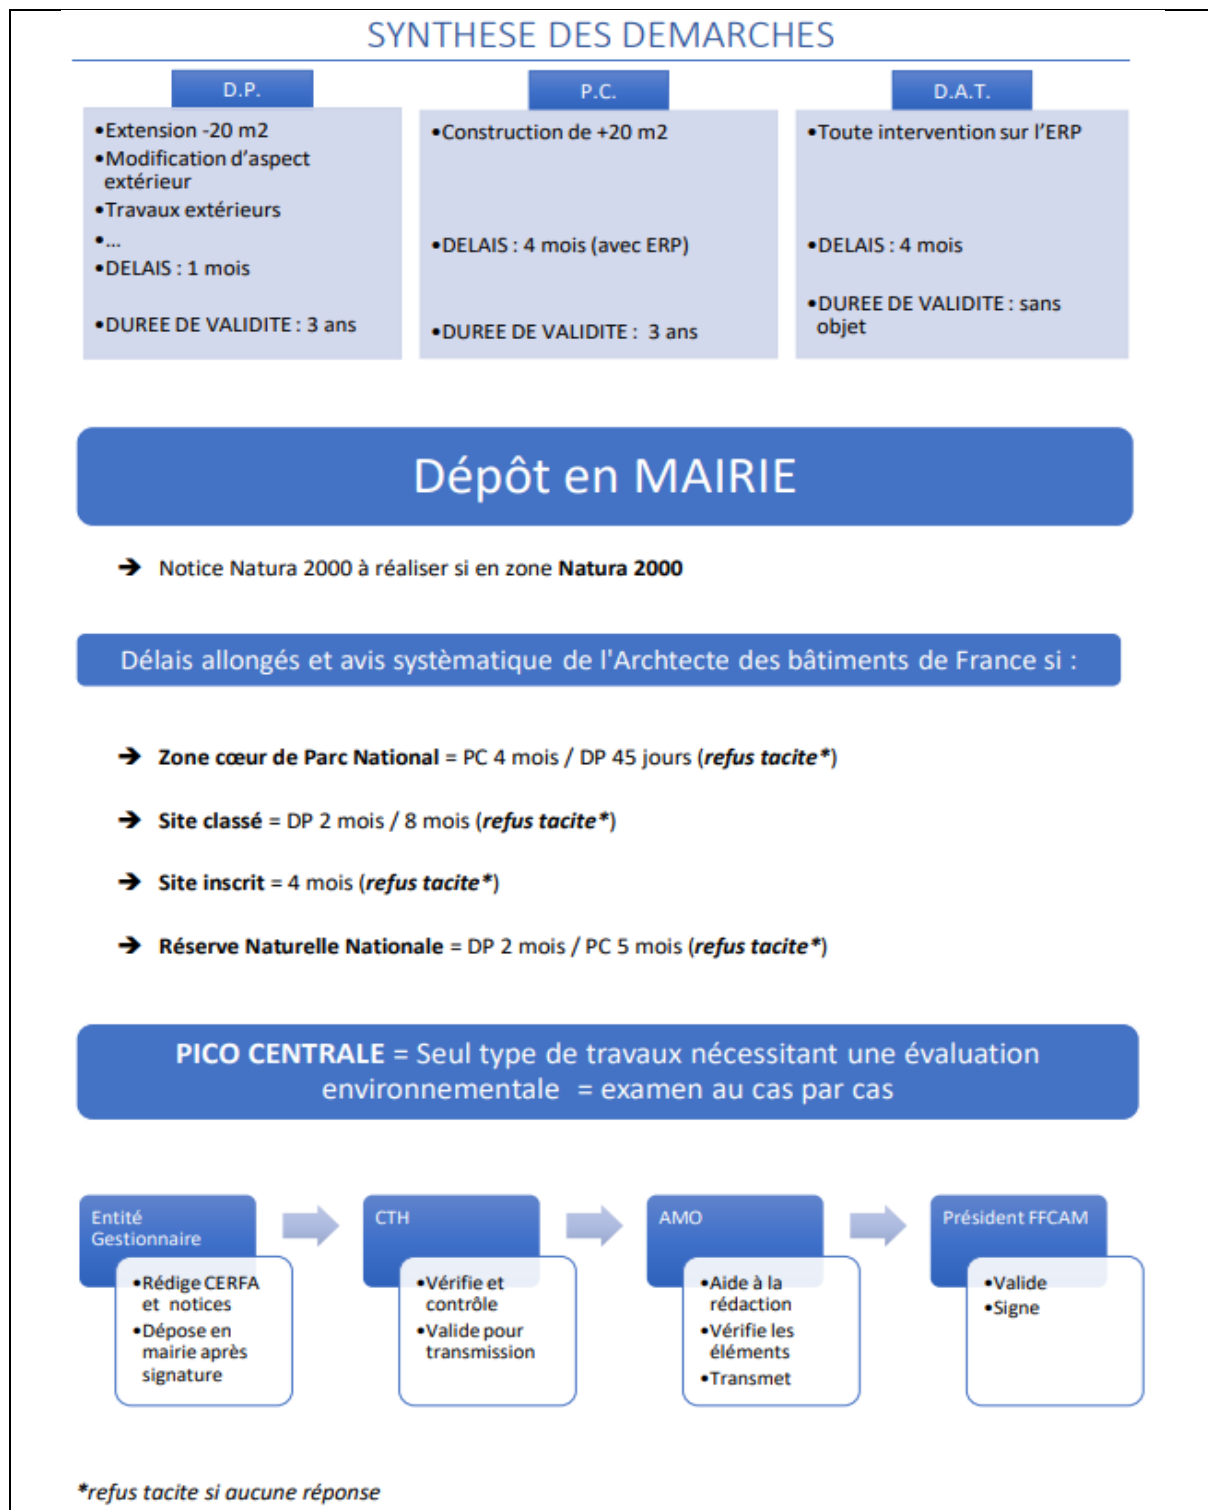 SYNTHESE DES DEMARCHES
D.P.
•Extension -20 m2
•Modification d'aspect
extérieur
•Travaux extérieurs
•...
•DELAIS : 1 mois
•DUREE DE VALIDITE : 3 ans
P.C.
•Construction de +20 m2
•DELAIS : 4 mois (avec ERP)
•DUREE DE VALIDITE : 3 ans
D.A.T.
•Toute intervention sur l'ERP
•DELAIS : 4 mois
•DUREE DE VALIDITE : sans
objet
Dépôt en MAIRIE
➔ Notice Natura 2000 à réaliser si en zone Natura 2000
Délais allongés et avis systèmatique de l'Archtecte des bâtiments de France si :
➔ Zone cœur de Parc National = PC 4 mois / DP 45 jours (refus tacite*)
➔ Site classé = DP 2 mois / 8 mois (refus tacite*)
➔ Site inscrit = 4 mois (refus tacite*)
➔ Réserve Naturelle Nationale = DP 2 mois / PC 5 mois (refus tacite*)
PICO CENTRALE = Seul type de travaux nécessitant une évaluation
environnementale = examen au cas par cas
Entité
Gestionnaire
•Rédige CERFA
et notices
•Dépose en
mairie après
signature
CTH
•Vérifie et
contrôle
•Valide pour
transmission
AMO
•Aide à la
rédaction
•Vérifie les
éléments
•Transmet
Président FFCAM
•Valide
•Signe
*refus tacite si aucune réponse